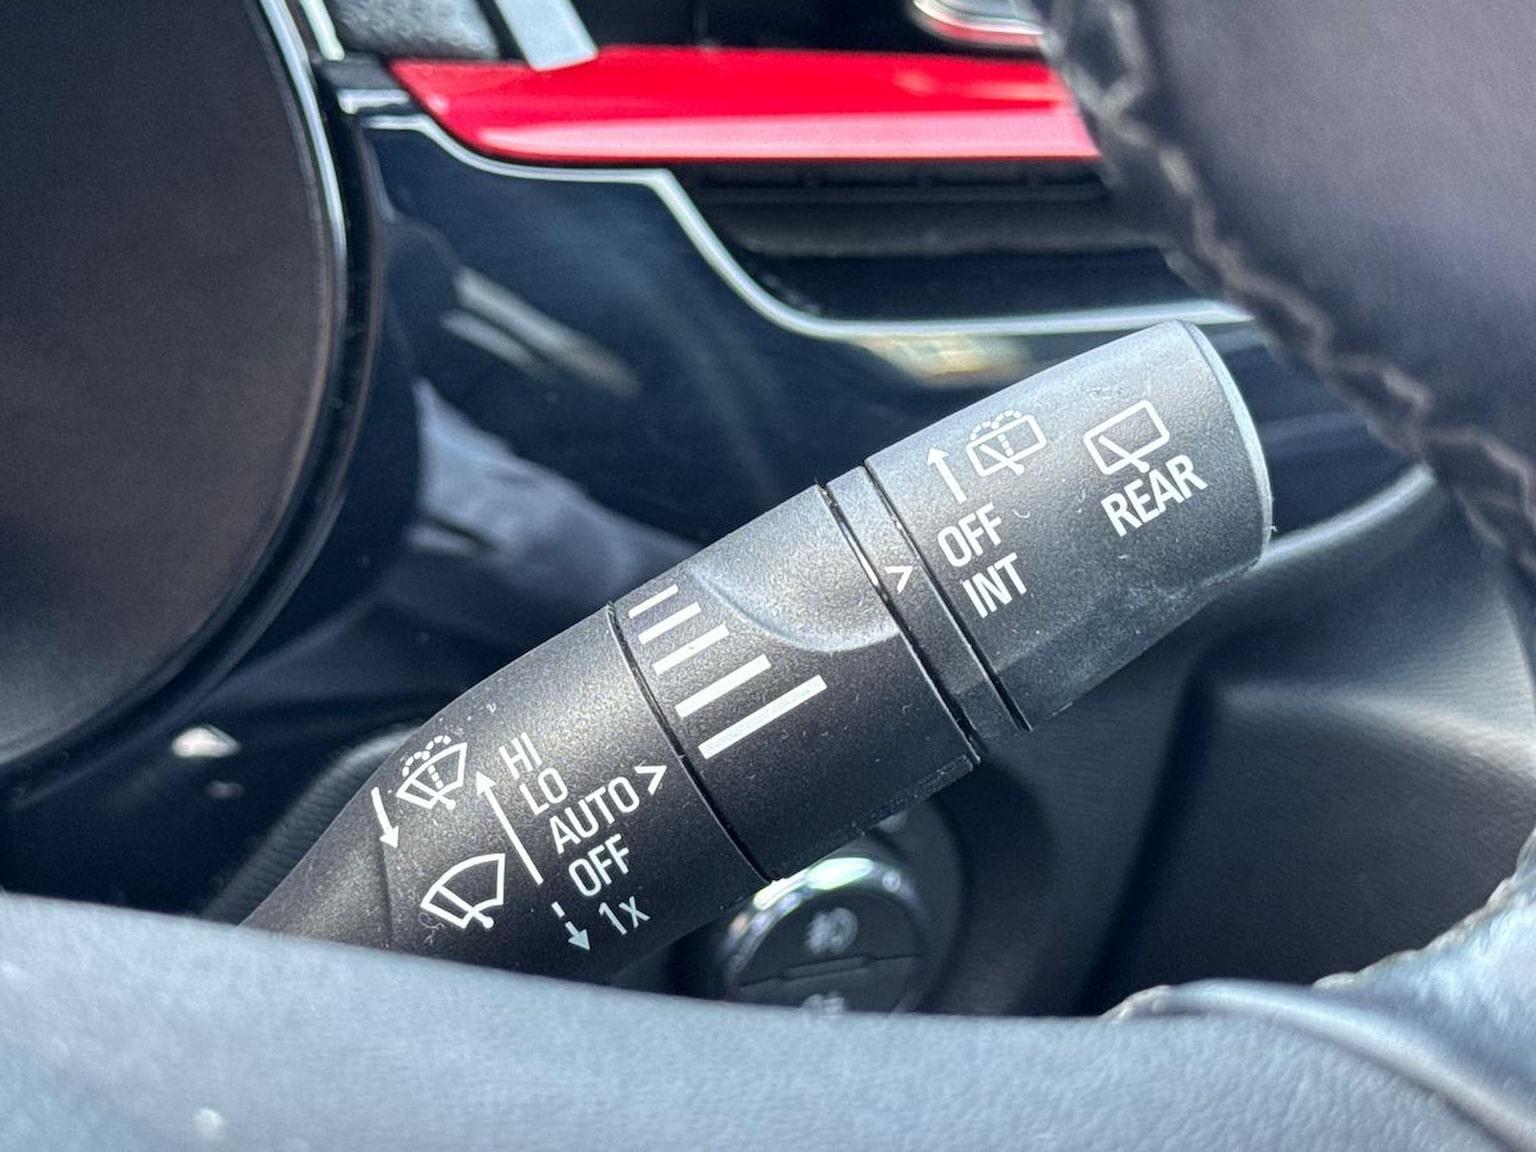 HI
LO
AUTO >
OFF
1x
>
OFF
INT
REAR